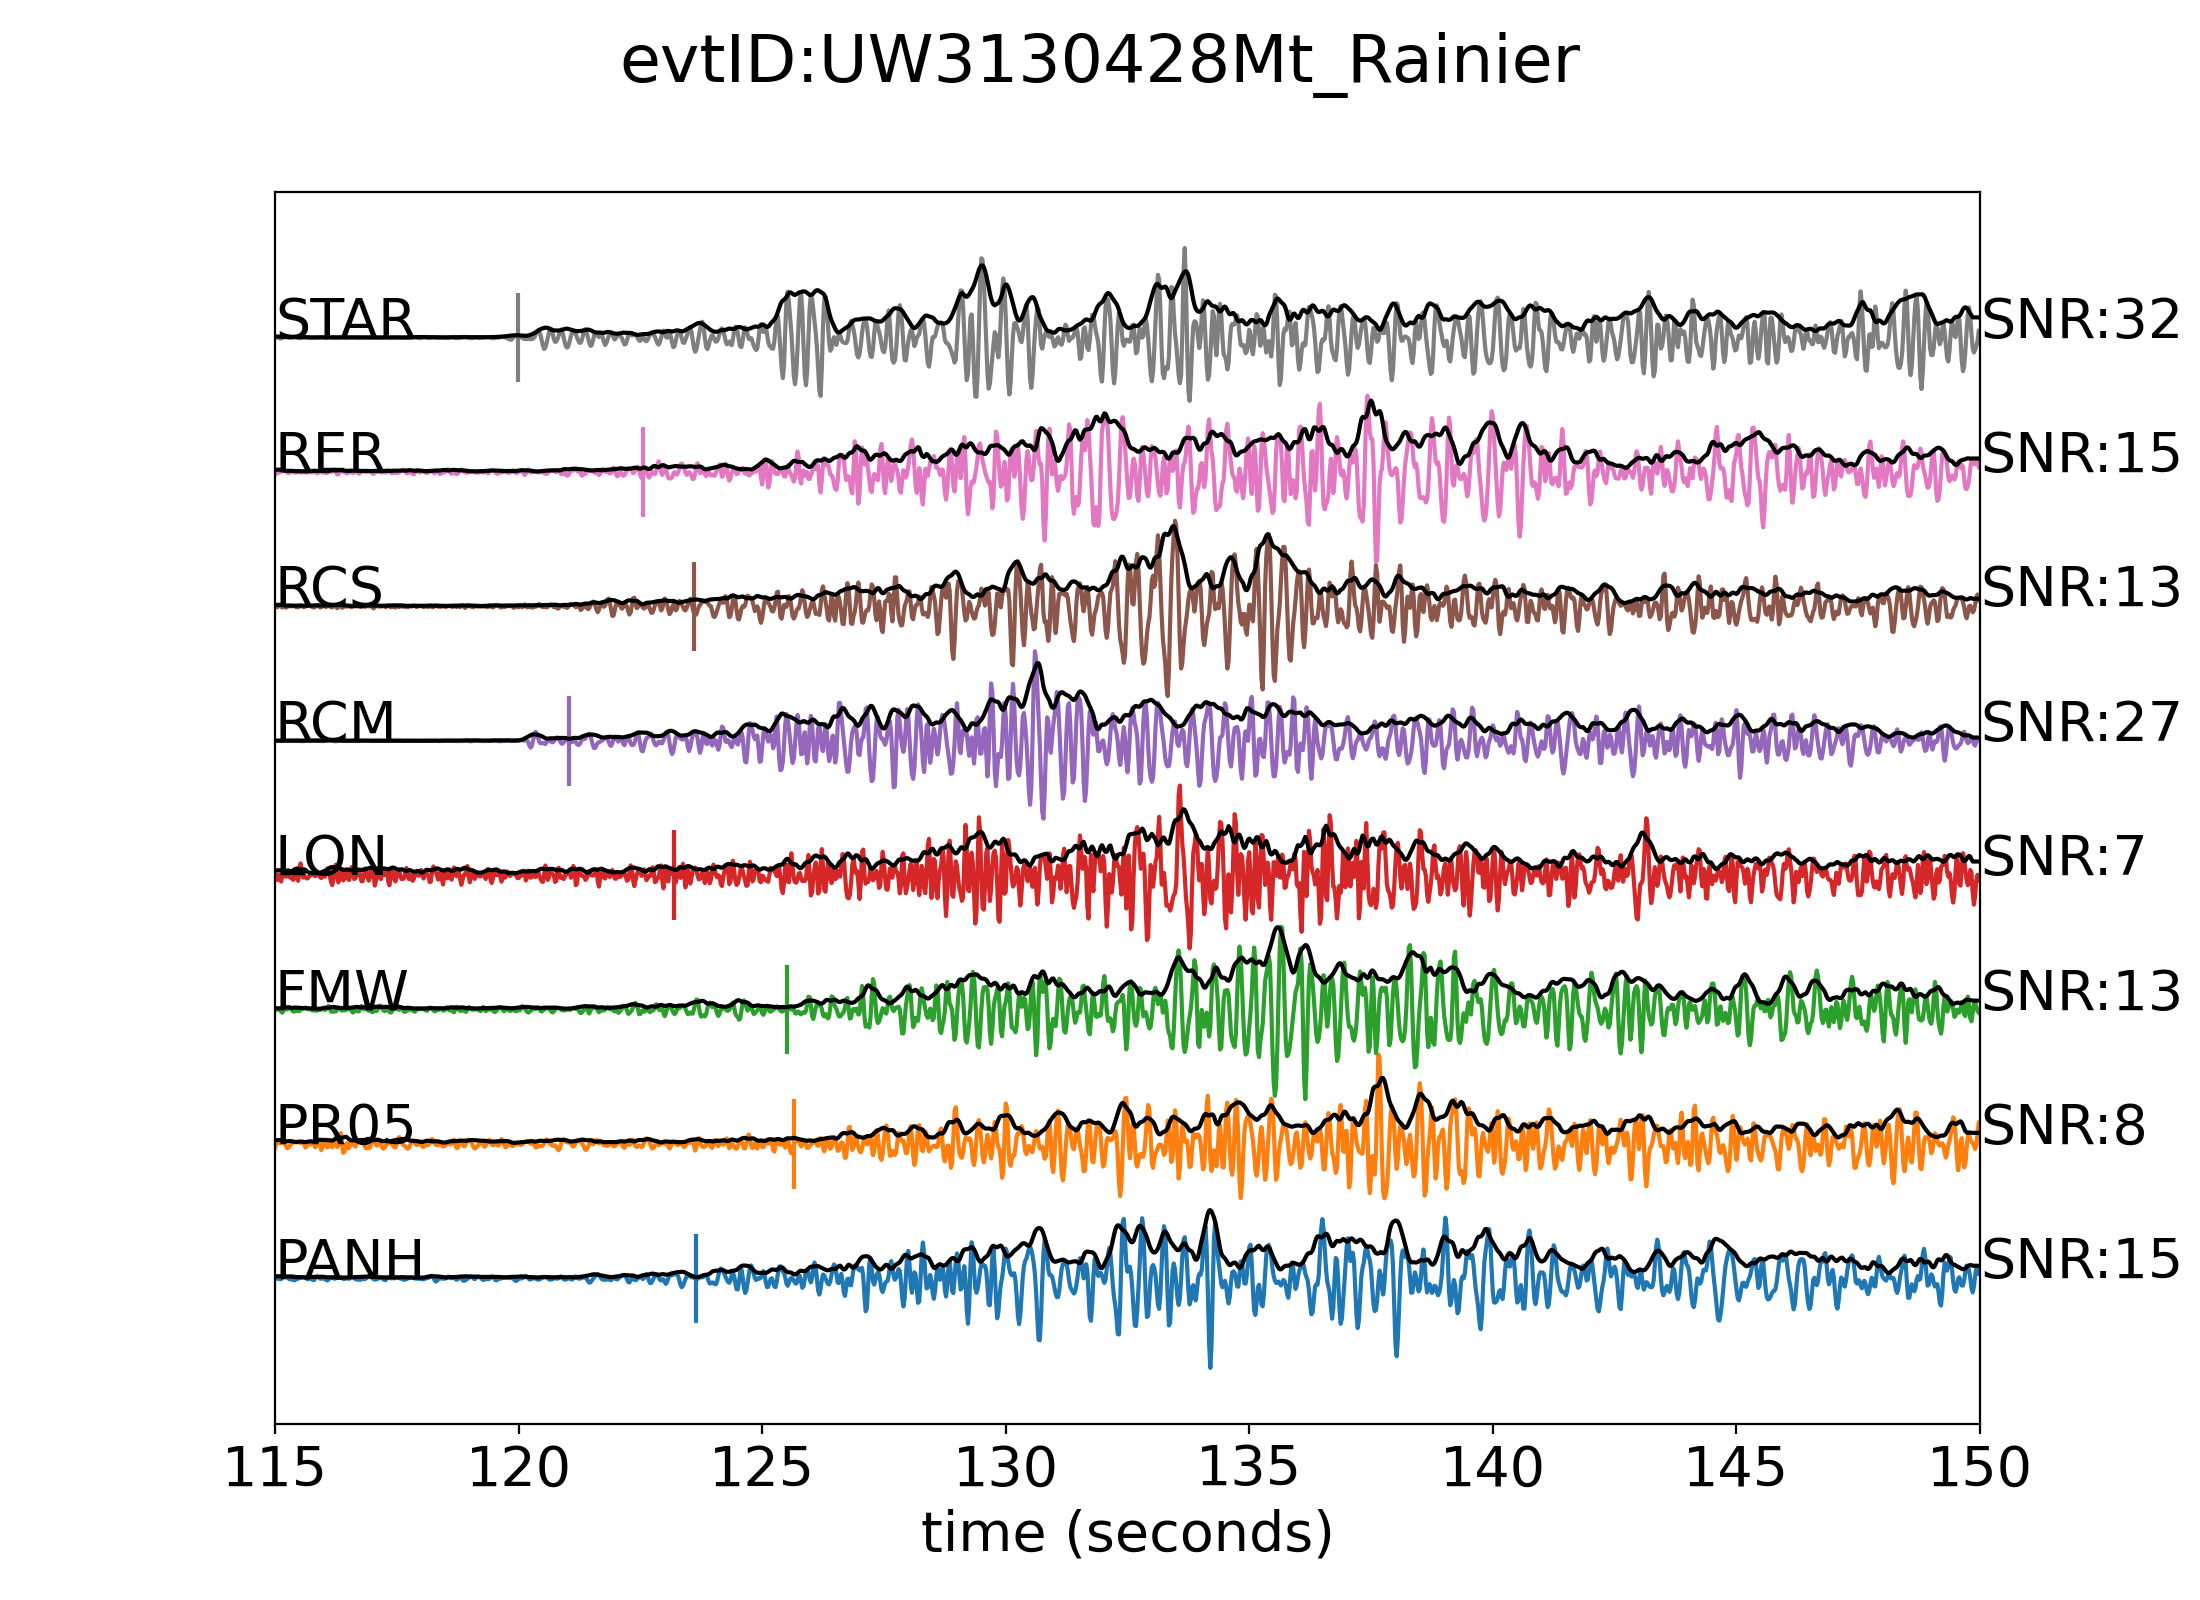 evtID:UW3130428Mt_Rainier
STAR SNR:32
RER SNR:15
RCS SNR:13
RCM SNR:27
LON SNR:7
FMW SNR:13
PR05 SNR:8
PANH SNR:15
115 120 125 130 135 140 145 150
time (seconds)